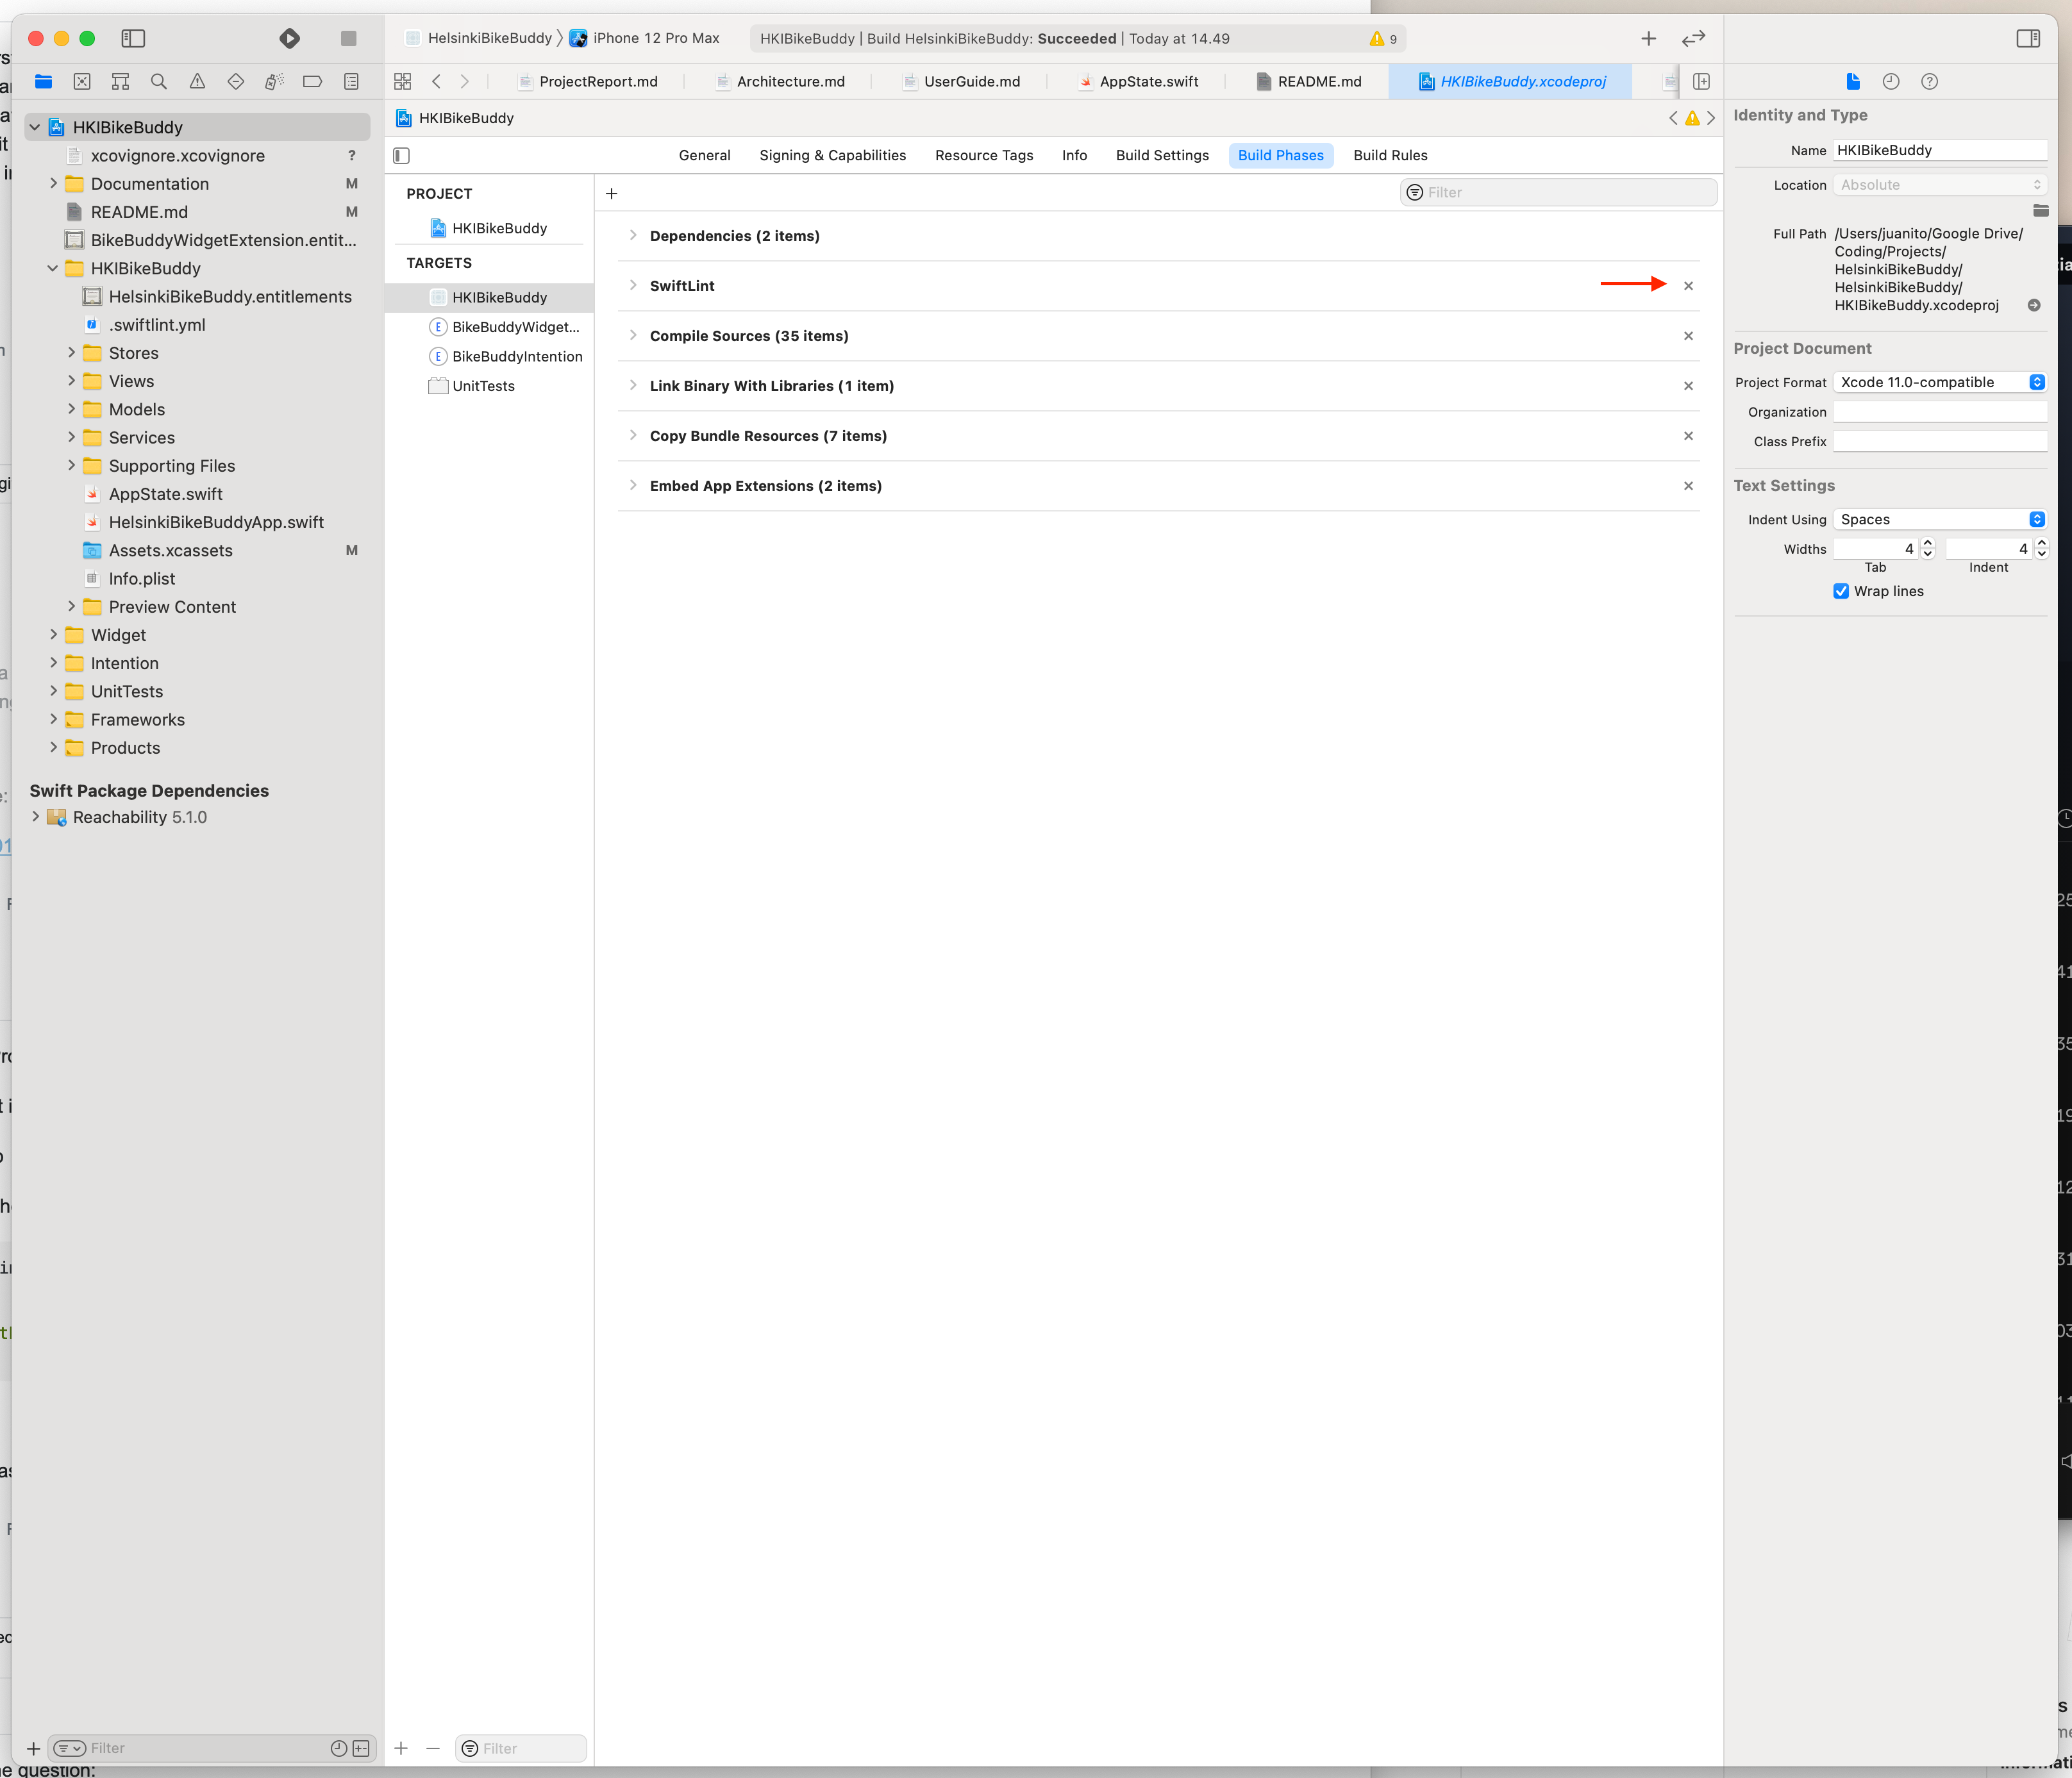 HelsinkiBikeBuddy
iPhone 12 Pro Max
HKIBikeBuddy | Build HelsinkiBikeBuddy: Succeeded | Today at 14.49
9
ProjectReport.md
Architecture.md
UserGuide.md
AppState.swift
README.md
HKIBikeBuddy.xcodeproj
HKIBikeBuddy
xcovignore.xcovignore ?
Documentation M
README.md M
BikeBuddyWidgetExtension.entit...
HKIBikeBuddy
HelsinkiBikeBuddy.entitlements
.swiftlint.yml
Stores
Views
Models
Services
Supporting Files
AppState.swift
HelsinkiBikeBuddyApp.swift
Assets.xcassets M
Info.plist
Preview Content
Widget
Intention
UnitTests
Frameworks
Products
Swift Package Dependencies
Reachability 5.1.0
Filter
HKIBikeBuddy
General
Signing & Capabilities
Resource Tags
Info
Build Settings
Build Phases
Build Rules
PROJECT
HKIBikeBuddy
TARGETS
HKIBikeBuddy
BikeBuddyWidget...
BikeBuddyIntention
UnitTests
Filter
Filter
Dependencies (2 items)
SwiftLint
Compile Sources (35 items)
Link Binary With Libraries (1 item)
Copy Bundle Resources (7 items)
Embed App Extensions (2 items)
Identity and Type
Name HKIBikeBuddy
Location Absolute
Full Path /Users/juanito/Google Drive/
Coding/Projects/
HelsinkiBikeBuddy/
HelsinkiBikeBuddy/
HKIBikeBuddy.xcodeproj
Project Document
Project Format Xcode 11.0-compatible
Organization
Class Prefix
Text Settings
Indent Using Spaces
Widths 4 4
Tab Indent
Wrap lines
question: